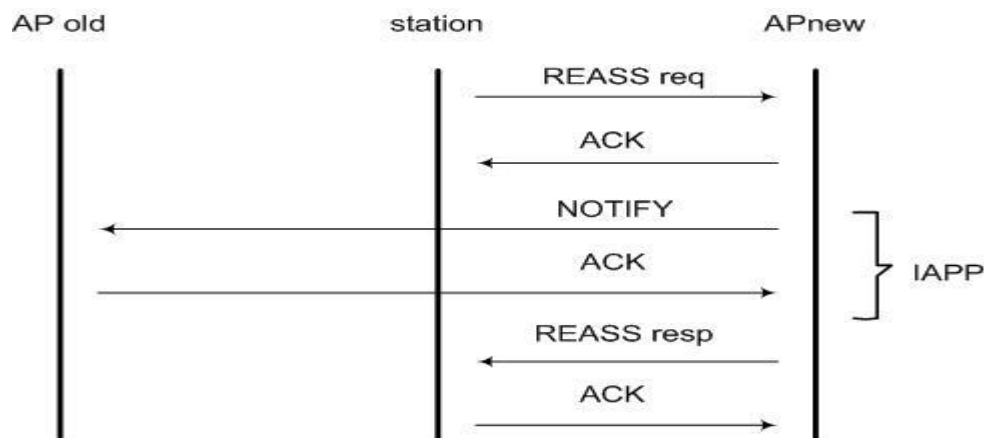 AP old
station
APnew
REASS req
ACK
NOTIFY
ACK
IAPP
REASS resp
ACK